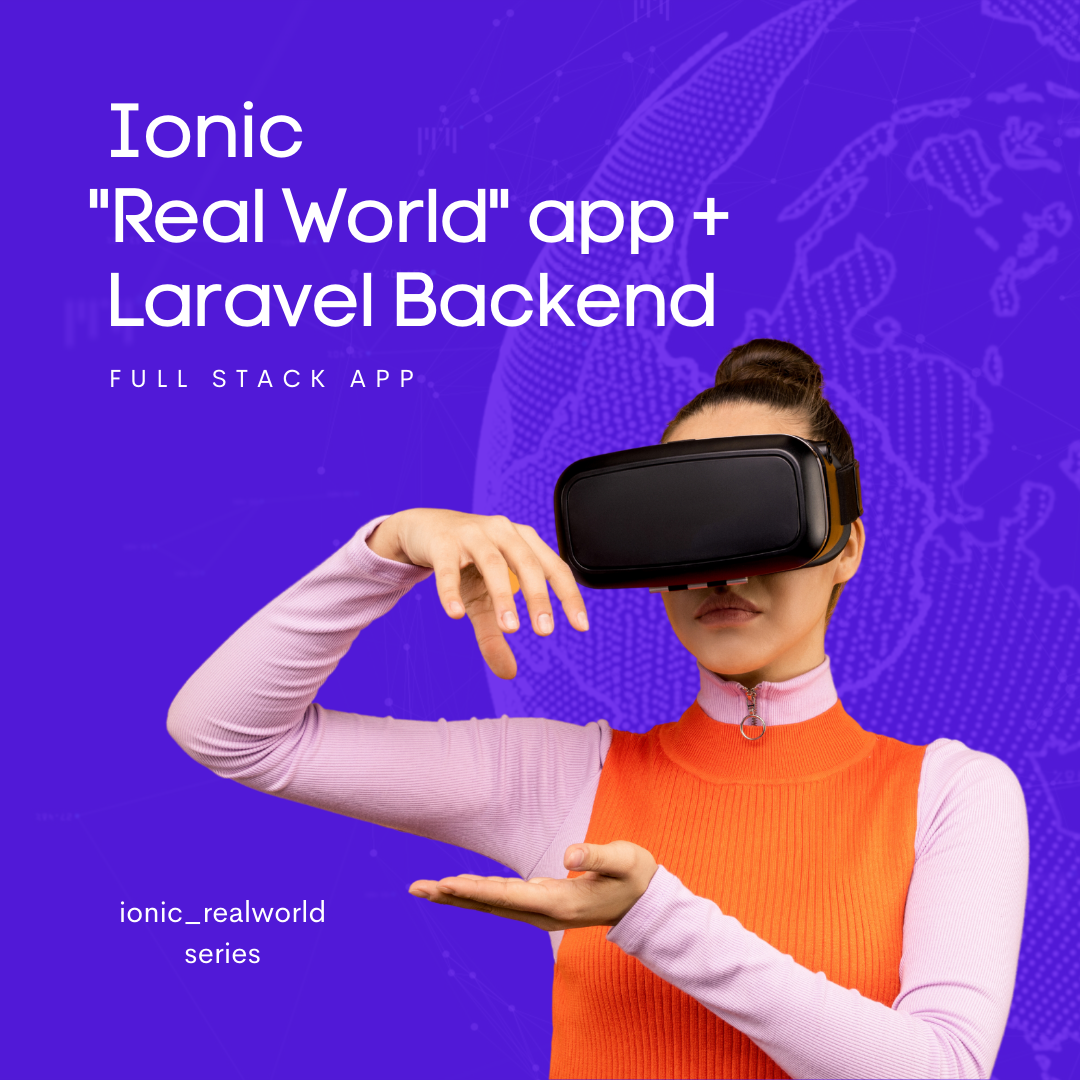 Ionic
"Real World" app +
Laravel Backend
FULL STACK APP
ionic_realworld
series